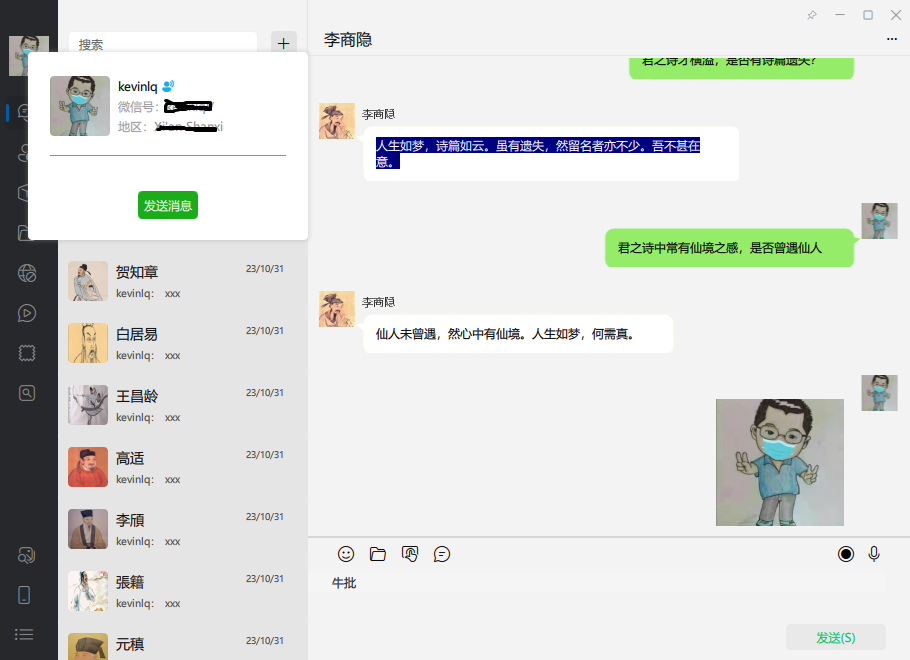 搜索
李商隐
kevinlq
微信号：
地区：
发送消息
贺知章
23/10/31
kevinlq： xxx
白居易
23/10/31
kevinlq： xxx
王昌龄
23/10/31
kevinlq： xxx
高适
23/10/31
kevinlq： xxx
李頎
23/10/31
kevinlq： xxx
張籍
23/10/31
kevinlq： xxx
元稹
23/10/31
君之诗才横溢，是否有诗篇遗失？
李商隐
人生如梦，诗篇如云。虽有遗失，然留名者亦不少。吾不甚在
意。
君之诗中常有仙境之感，是否曾遇仙人
李商隐
仙人未曾遇，然心中有仙境。人生如梦，何需真。
牛批
发送(S)